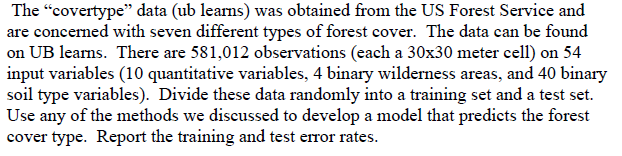 The “covertype” data (ub learns) was obtained from the US Forest Service and
are concerned with seven different types of forest cover.  The data can be found
on UB learns.  There are 581,012 observations (each a 30x30 meter cell) on 54
input variables (10 quantitative variables, 4 binary wilderness areas, and 40 binary
soil type variables).  Divide these data randomly into a training set and a test set.
Use any of the methods we discussed to develop a model that predicts the forest
cover type.  Report the training and test error rates.